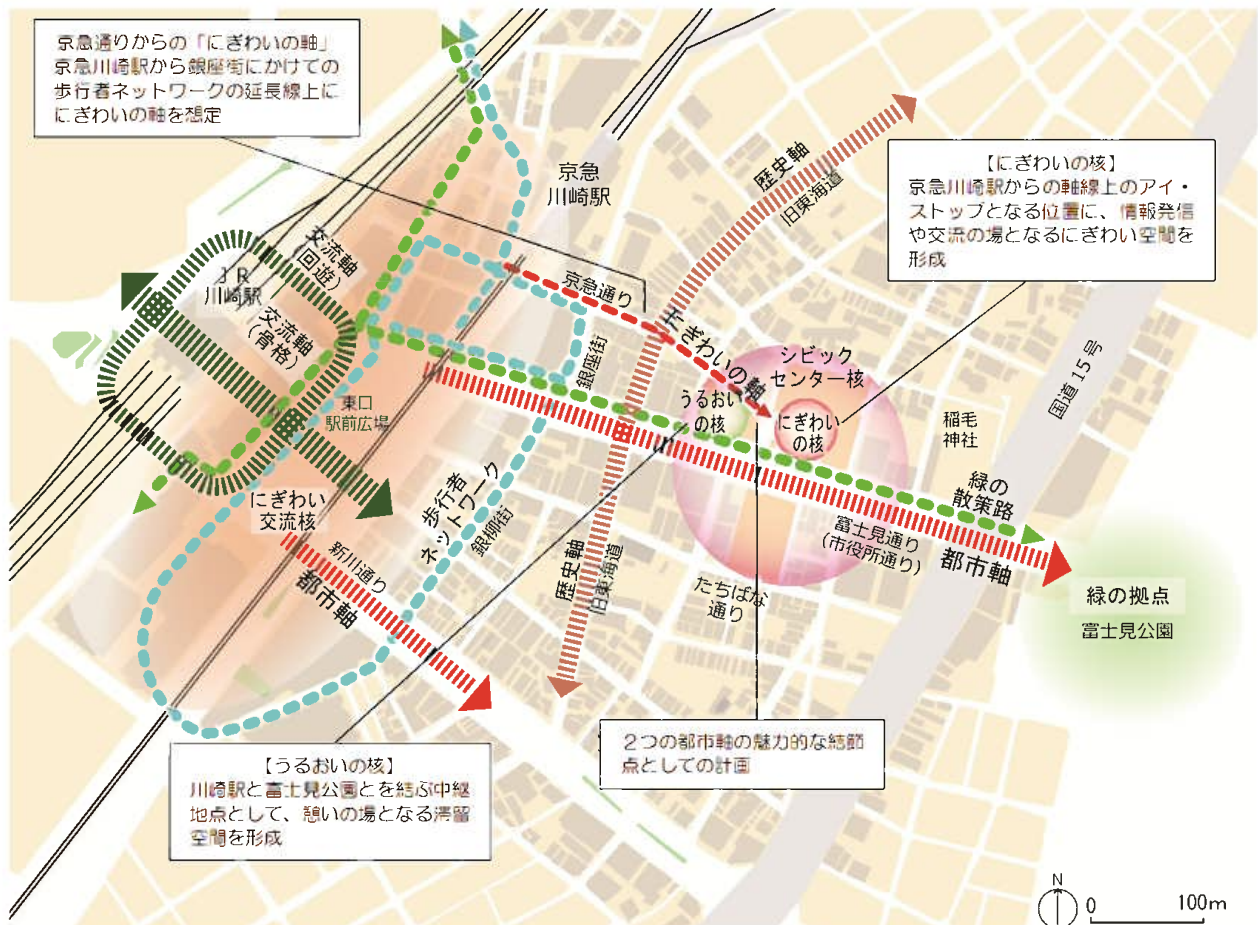 京急通りからの「にぎわいの軸」
京急川崎駅から銀座街にかけての
歩行者ネットワークの延長線上に
にぎわいの軸を想定
京急
川崎駅
歴史軸
旧東海道
【にぎわいの核】
京急川崎駅からの軸線上のアイ・
ストップとなる位置に、情報発信
や交流の場となるにぎわい空間を
形成
交流軸
(回遊)
JR
川崎駅
交流軸
(骨格)
東口
駅前広場
京急通り
にぎわいの軸
銀座街
シビック
センター核
うるおい
の核
にぎわい
の核
国道15号
稲毛
神社
緑の
散策路
富士見通り
(市役所通り)
都市軸
にぎわい
交流核
歩行者
ネットワーク
銀柳街
新川通り
都市軸
歴史軸
旧東海道
たちばな
通り
緑の拠点
富士見公園
【うるおいの核】
川崎駅と富士見公園とを結ぶ中継
地点として、憩いの場となる滞留
空間を形成
2つの都市軸の魅力的な結節
点としての計画
N
0 100m